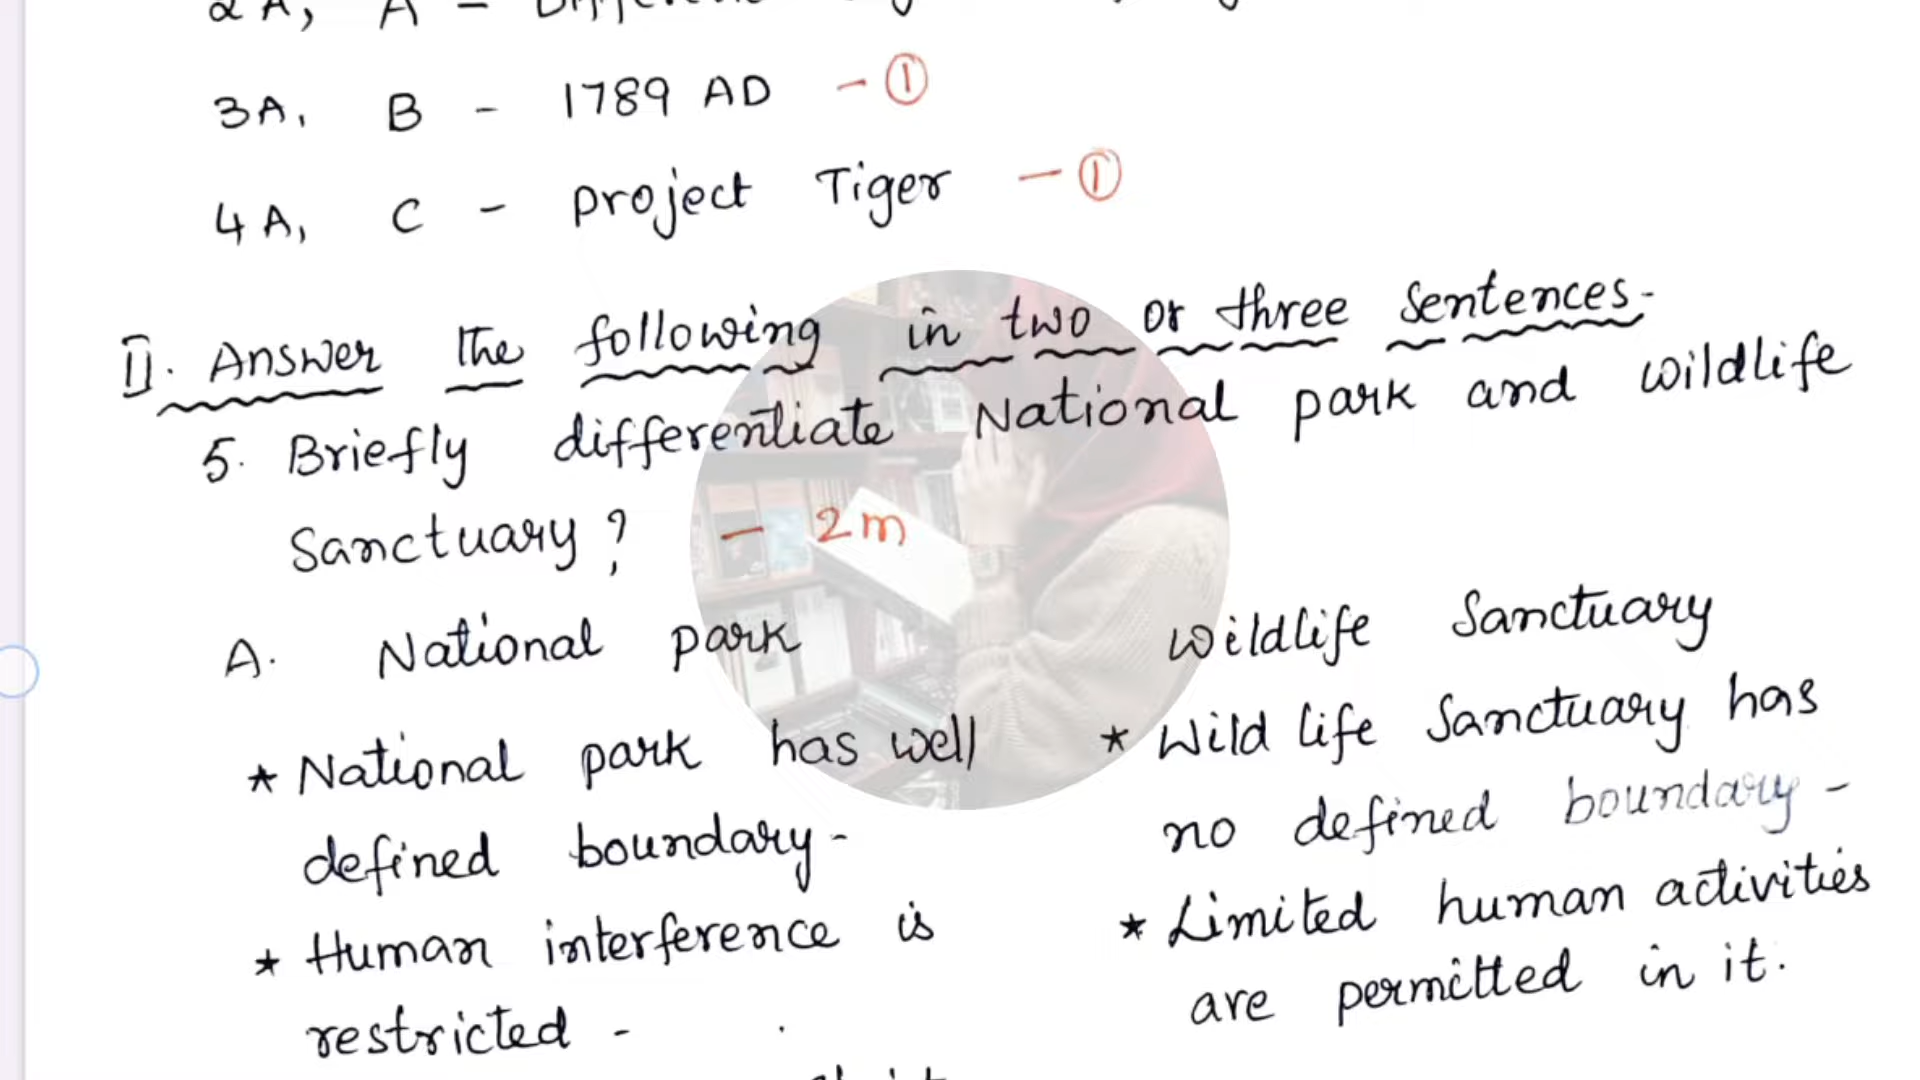 2A, A -
3A, B - 1789 AD - ①
4A, C - project Tiger - ①
II. Answer the following in two or three sentences.
5. Briefly differentiate National park and wildlife
Sanctuary? - 2m
A. National park
* National park has well
defined boundary-
* Human interference is
restricted -
wildlife Sanctuary
* Wild life Sanctuary has
no defined boundary-
* Limited human activities
are permitted in it.